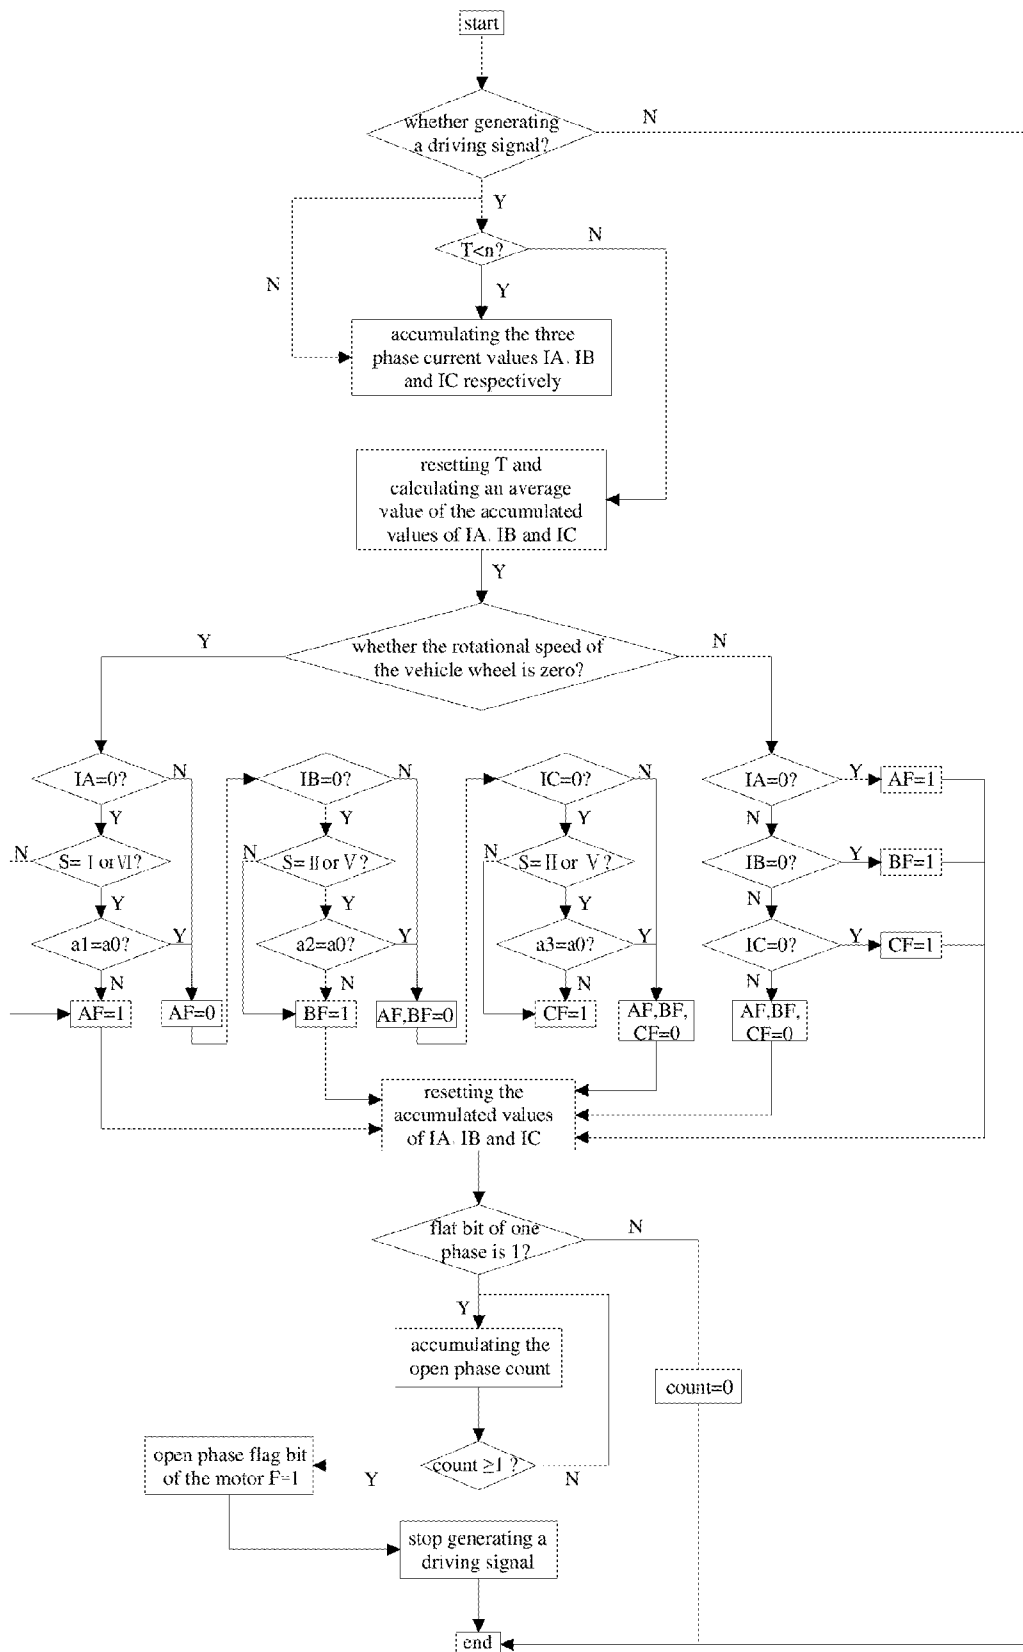 start
whether generating
a driving signal?
N
Y
T<n?
N
N
Y
accumulating the three
phase current values IA, IB
and IC respectively
resetting T and
calculating an average
value of the accumulated
values of IA, IB and IC
Y
Y
whether the rotational speed of
the vehicle wheel is zero?
N
IA=0?
N
IB=0?
N
IC=0?
N
IA=0?
Y
AF=1
Y
Y
Y
N
N
S= I or VI?
N
S=II or V?
N
S=II or V?
IB=0?
Y
BF=1
Y
Y
Y
N
a1=a0?
Y
a2=a0?
Y
a3=a0?
Y
IC=0?
Y
CF=1
N
N
N
N
AF=1
AF=0
BF=1
AF,BF=0
CF=1
AF,BF,
CF=0
AF,BF,
CF=0
resetting the
accumulated values
of IA, IB and IC
flat bit of one
phase is 1?
N
Y
accumulating the
open phase count
count=0
open phase flag bit
of the motor F=1
Y
count ≥1 ?
N
stop generating a
driving signal
end